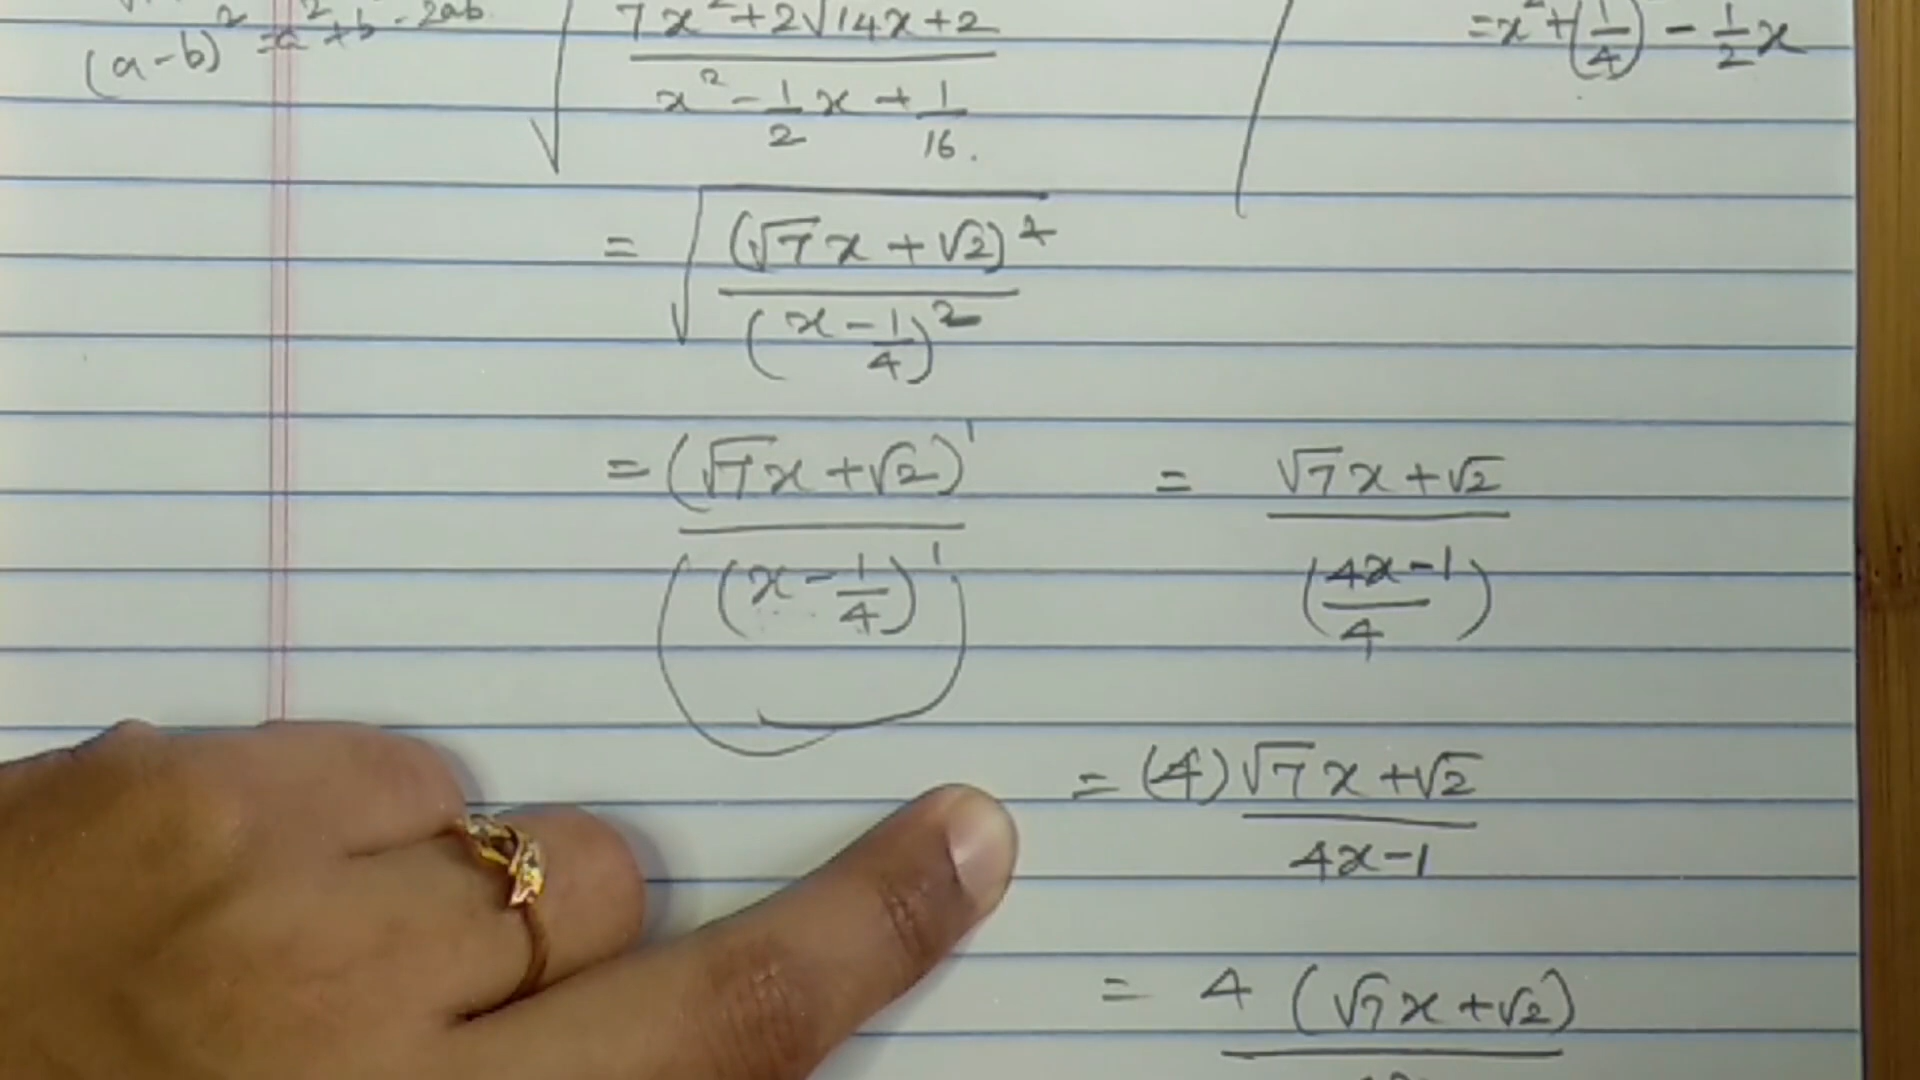 (a-b)² = a² + b² - 2ab
√ 7x² + 2√14x + 2
x² - 1/2 x + 1/16.
= x² + (1/4)² - 1/2 x
= √ (√7x + √2)²
(x - 1/4)²
= (√7x + √2)¹
(x - 1/4)¹
= √7x + √2
(4x-1/4)
= (4) √7x + √2
4x-1
= 4 (√7x + √2)